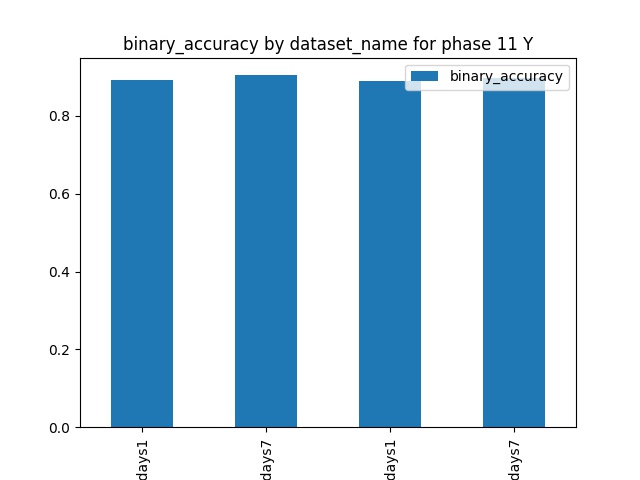 binary_accuracy by dataset_name for phase 11 Y
binary_accuracy
0.8
0.6
0.4
0.2
0.0
days1
days7
days1
days7